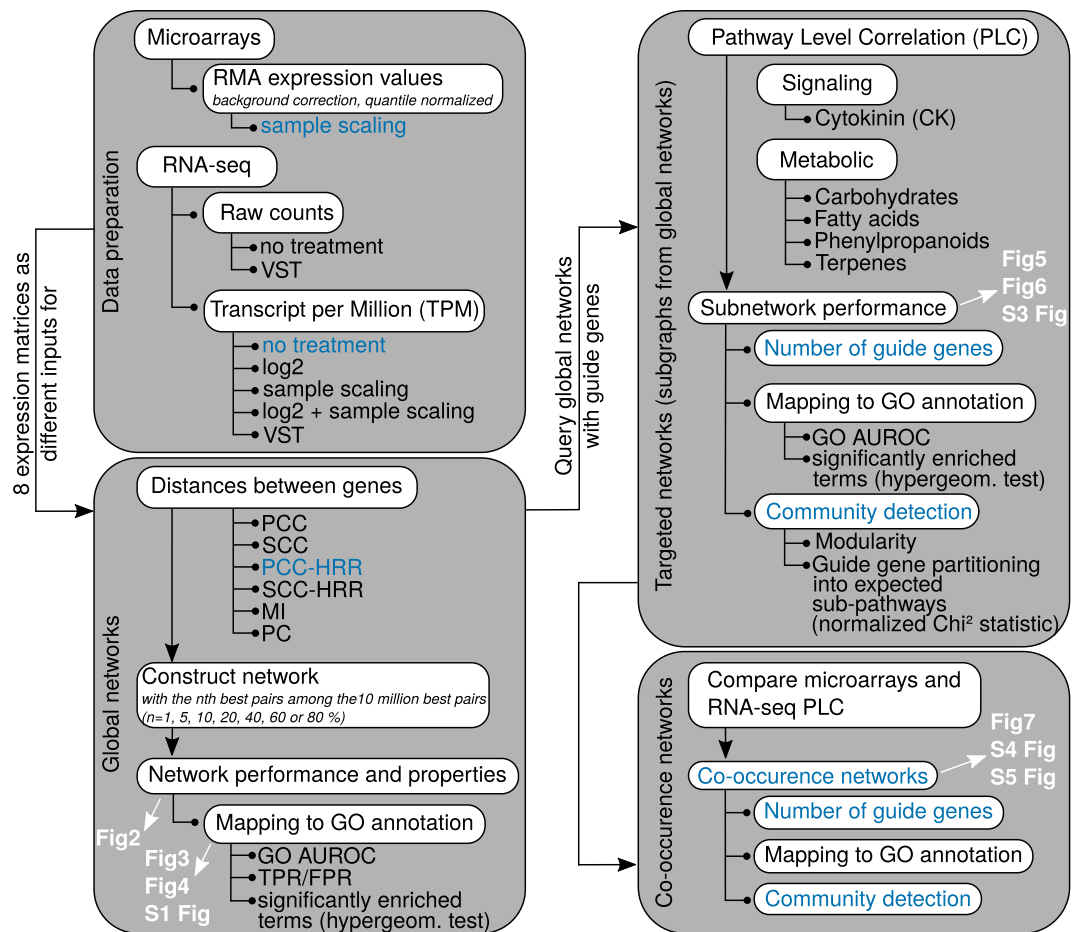 Microarrays
RMA expression values
background correction, quantile normalized
sample scaling
RNA-seq
Raw counts
no treatment
VST
Transcript per Million (TPM)
no treatment
log2
sample scaling
log2 + sample scaling
VST
Data preparation
8 expression matrices as
different inputs for
Distances between genes
PCC
SCC
PCC-HRR
SCC-HRR
MI
PC
Construct network
with the nth best pairs among the10 million best pairs
(n=1, 5, 10, 20, 40, 60 or 80 %)
Network performance and properties
Fig2
Mapping to GO annotation
Fig3
Fig4
S1 Fig
GO AUROC
TPR/FPR
significantly enriched
terms (hypergeom. test)
Global networks
Query global networks
with guide genes
Pathway Level Correlation (PLC)
Signaling
Cytokinin (CK)
Metabolic
Carbohydrates
Fatty acids
Phenylpropanoids
Terpenes
Fig5
Fig6
S3 Fig
Subnetwork performance
Number of guide genes
Mapping to GO annotation
GO AUROC
significantly enriched
terms (hypergeom. test)
Community detection
Modularity
Guide gene partitioning
into expected
sub-pathways
(normalized Chi² statistic)
Targeted networks (subgraphs from global networks)
Compare microarrays and
RNA-seq PLC
Fig7
S4 Fig
S5 Fig
Co-occurence networks
Number of guide genes
Mapping to GO annotation
Community detection
Co-occurence networks